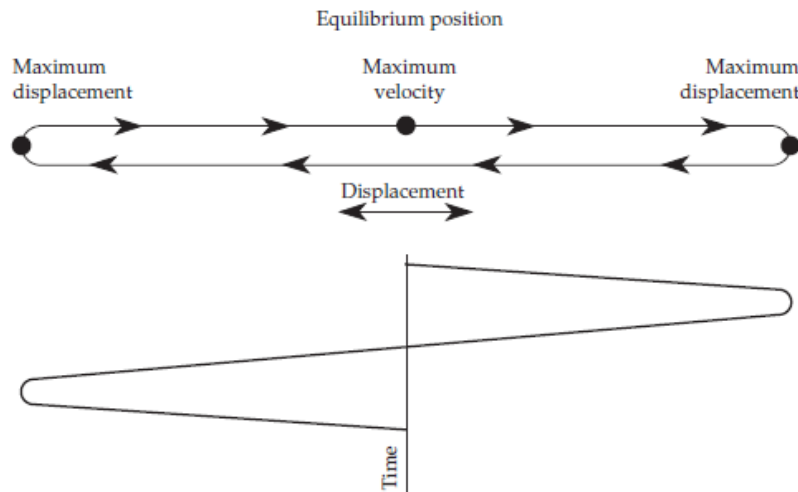 Equilibrium position
Maximum
displacement
Maximum
velocity
Maximum
displacement
Displacement
Time